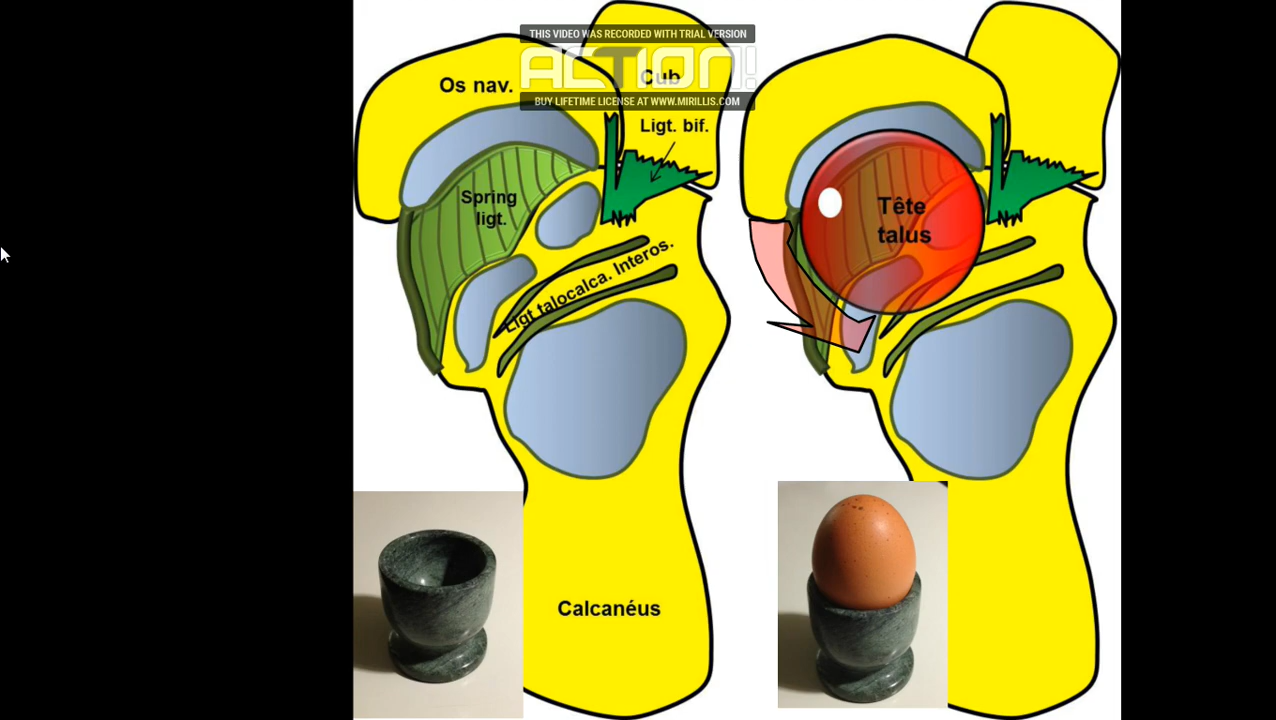 THIS VIDEO WAS RECORDED WITH TRIAL VERSION
ACTION!
BUY LIFETIME LICENSE AT WWW.MIRILLIS.COM
Os nav.
Cub
Ligt. bif.
Spring
ligt.
Ligt talocalca. Interos.
Calcanéus
Tête
talus